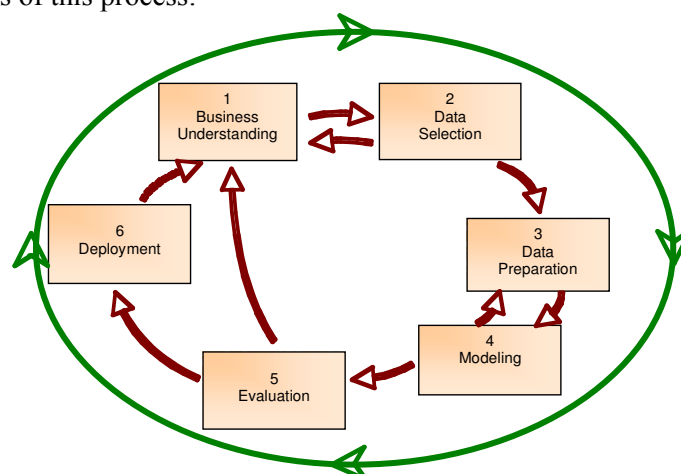 of this process?
1
Business
Understanding
2
Data
Selection
3
Data
Preparation
4
Modeling
5
Evaluation
6
Deployment